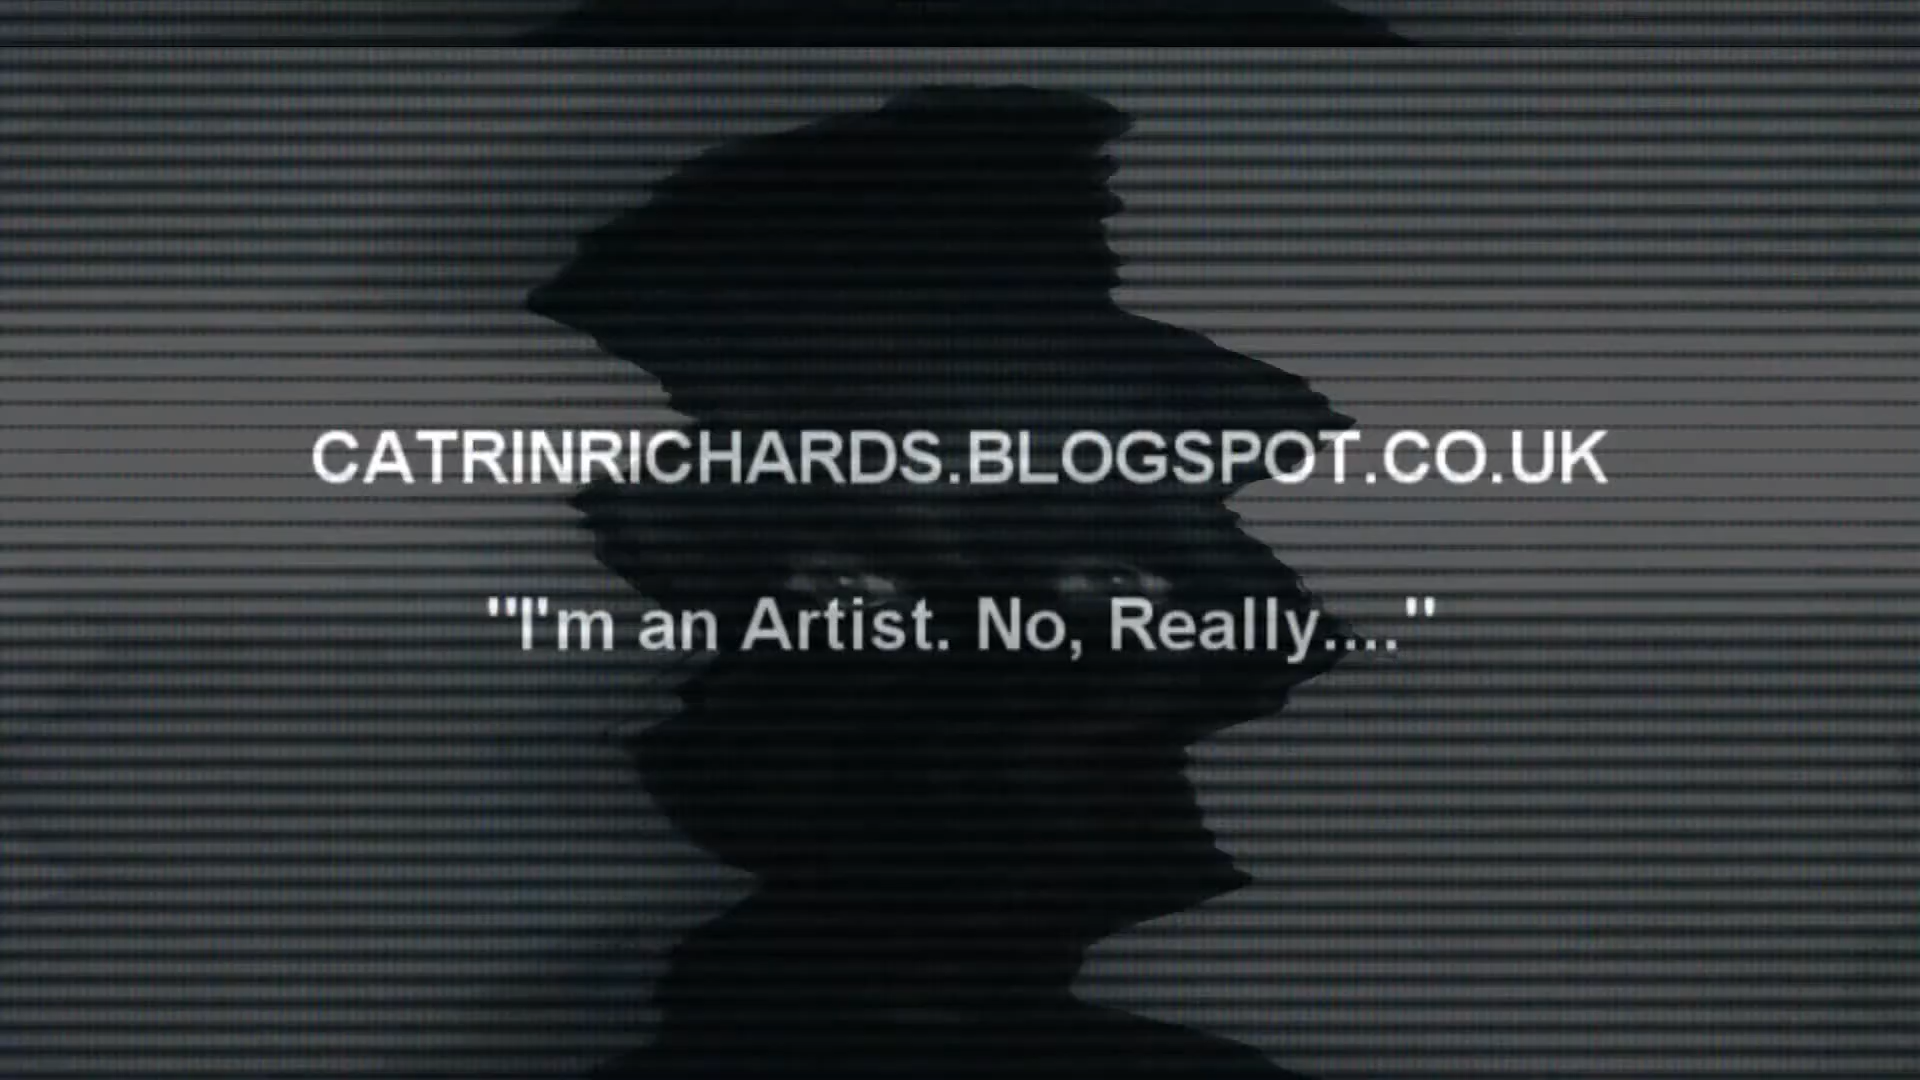 CATRINRICHARDS.BLOGSPOT.CO.UK
"I'm an Artist. No, Really...."